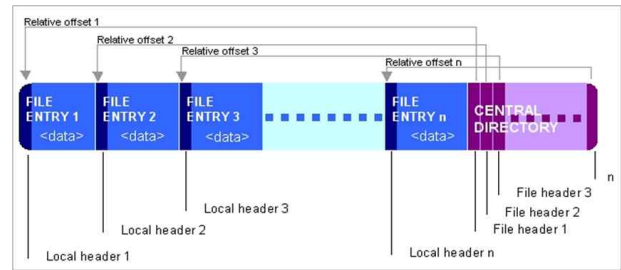 Relative offset 1
Relative offset 2
Relative offset 3
Relative offset n
FILE
ENTRY 1
<data>
FILE
ENTRY 2
<data>
FILE
ENTRY 3
<data>
FILE
ENTRY n
<data>
CENTRAL
DIRECTORY
n
File header 3
File header 2
File header 1
Local header 3
Local header 2
Local header n
Local header 1